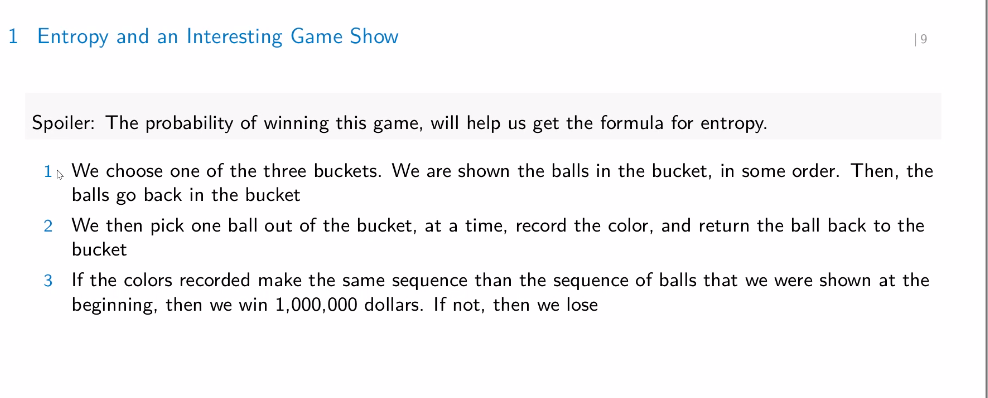 1 Entropy and an Interesting Game Show
| 9
Spoiler: The probability of winning this game, will help us get the formula for entropy.
1 We choose one of the three buckets. We are shown the balls in the bucket, in some order. Then, the
balls go back in the bucket
2 We then pick one ball out of the bucket, at a time, record the color, and return the ball back to the
bucket
3 If the colors recorded make the same sequence than the sequence of balls that we were shown at the
beginning, then we win 1,000,000 dollars. If not, then we lose